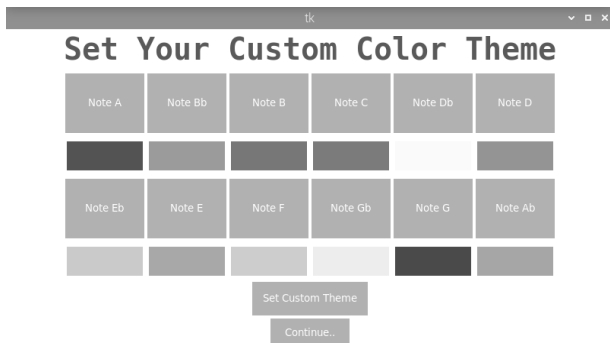 tk
Set Your Custom Color Theme
Note A Note Bb Note B Note C Note Db Note D
Note Eb Note E Note F Note Gb Note G Note Ab
Set Custom Theme
Continue..